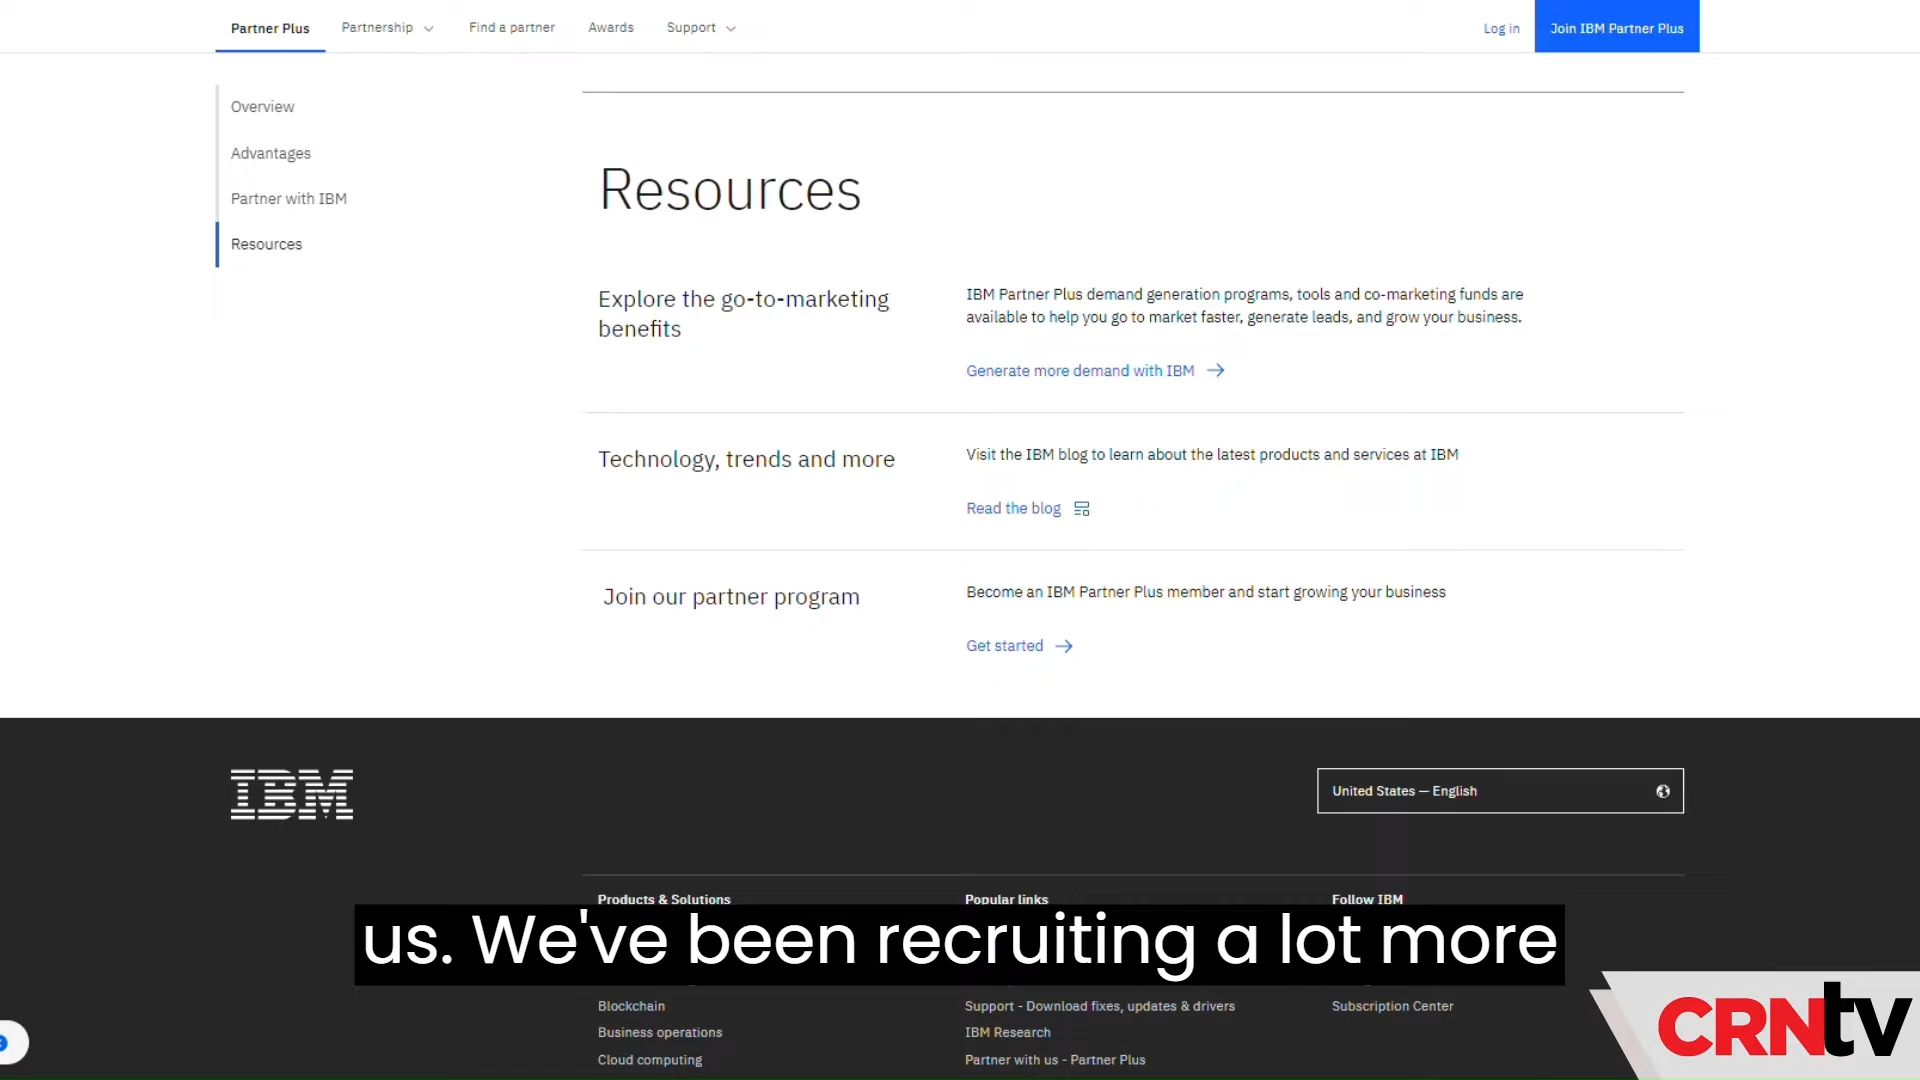 Partner Plus
Partnership
Find a partner
Awards
Support
Log in
Join IBM Partner Plus
Overview
Advantages
Partner with IBM
Resources
Resources
Explore the go-to-marketing
benefits
IBM Partner Plus demand generation programs, tools and co-marketing funds are
available to help you go to market faster, generate leads, and grow your business.
Generate more demand with IBM
Technology, trends and more
Visit the IBM blog to learn about the latest products and services at IBM
Read the blog
Join our partner program
Become an IBM Partner Plus member and start growing your business
Get started
IBM
United States — English
Products & Solutions
Popular links
Follow IBM
us. We've been recruiting a lot more
Blockchain
Business operations
Cloud computing
Support - Download fixes, updates & drivers
IBM Research
Partner with us - Partner Plus
Subscription Center
CRNtv